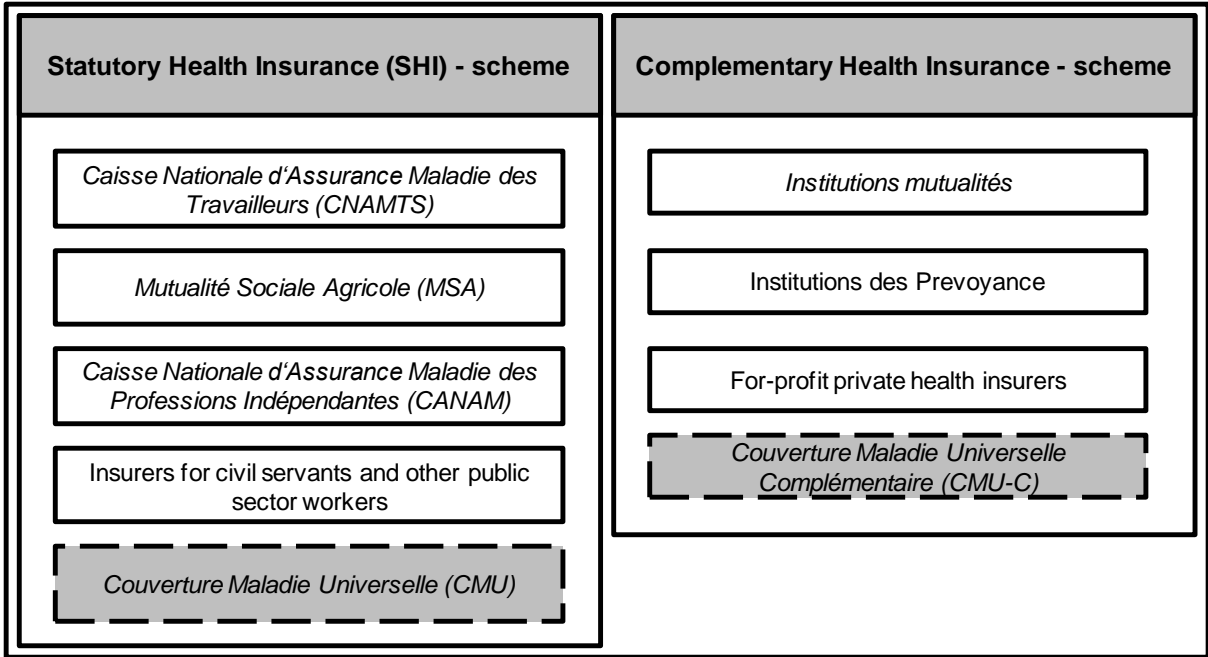 Statutory Health Insurance (SHI) - scheme
Caisse Nationale d‘Assurance Maladie des
Travailleurs (CNAMTS)
Mutualité Sociale Agricole (MSA)
Caisse Nationale d‘Assurance Maladie des
Professions Indépendantes (CANAM)
Insurers for civil servants and other public
sector workers
Couverture Maladie Universelle (CMU)
Complementary Health Insurance - scheme
Institutions mutualités
Institutions des Prevoyance
For-profit private health insurers
Couverture Maladie Universelle
Complémentaire (CMU-C)